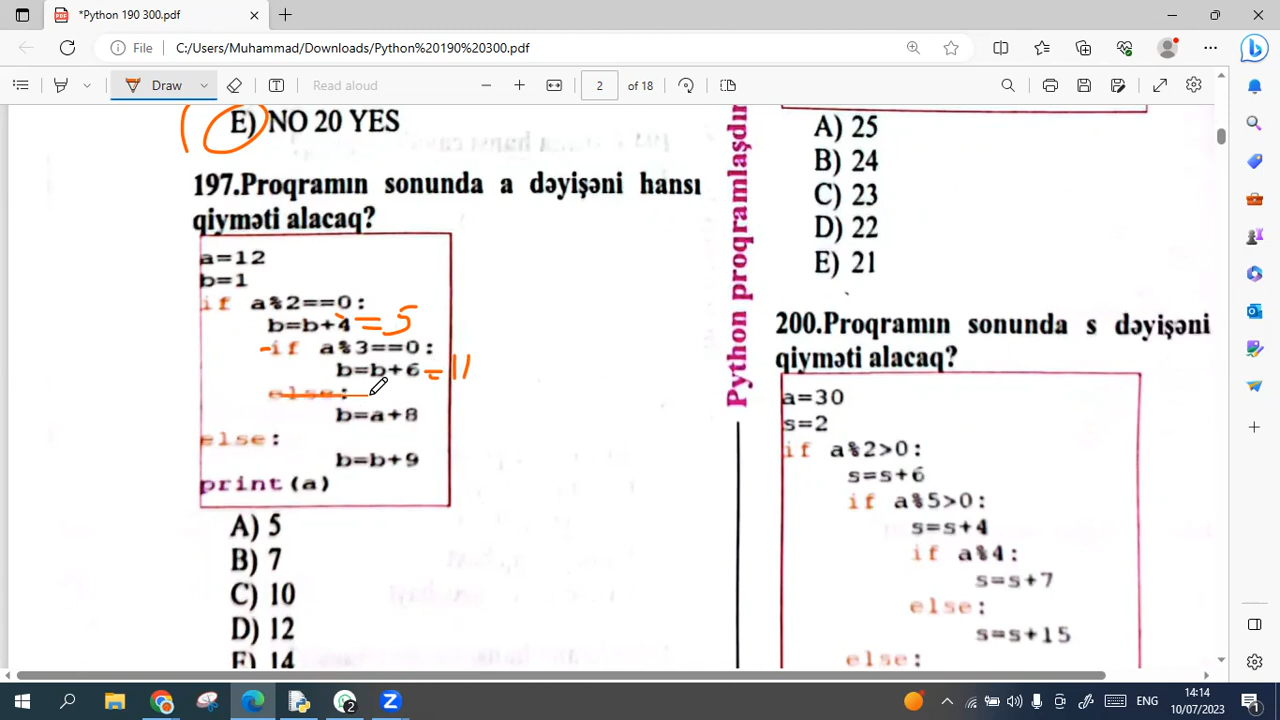 *Python 190 300.pdf
File
C:/Users/Muhammad/Downloads/Python%20190%20300.pdf
Draw
Read aloud
2 of 18
E) NO 20 YES
197.Proqramın sonunda a dəyişəni hansı
qiyməti alacaq?
a=12
b=1
if a%2==0:
b=b+4 =5
if a%3==0:
b=b+6 =11
else:
b=a+8
else:
b=b+9
print(a)
A) 5
B) 7
C) 10
D) 12
E) 14
Python proqramlaşdır
A) 25
B) 24
C) 23
D) 22
E) 21
200.Proqramın sonunda s dəyişəni
qiyməti alacaq?
a=30
s=2
if a%2>0:
s=s+6
if a%5>0:
s=s+4
if a%4:
s=s+7
else:
s=s+15
else:
2
ENG
14:14
10/07/2023
1